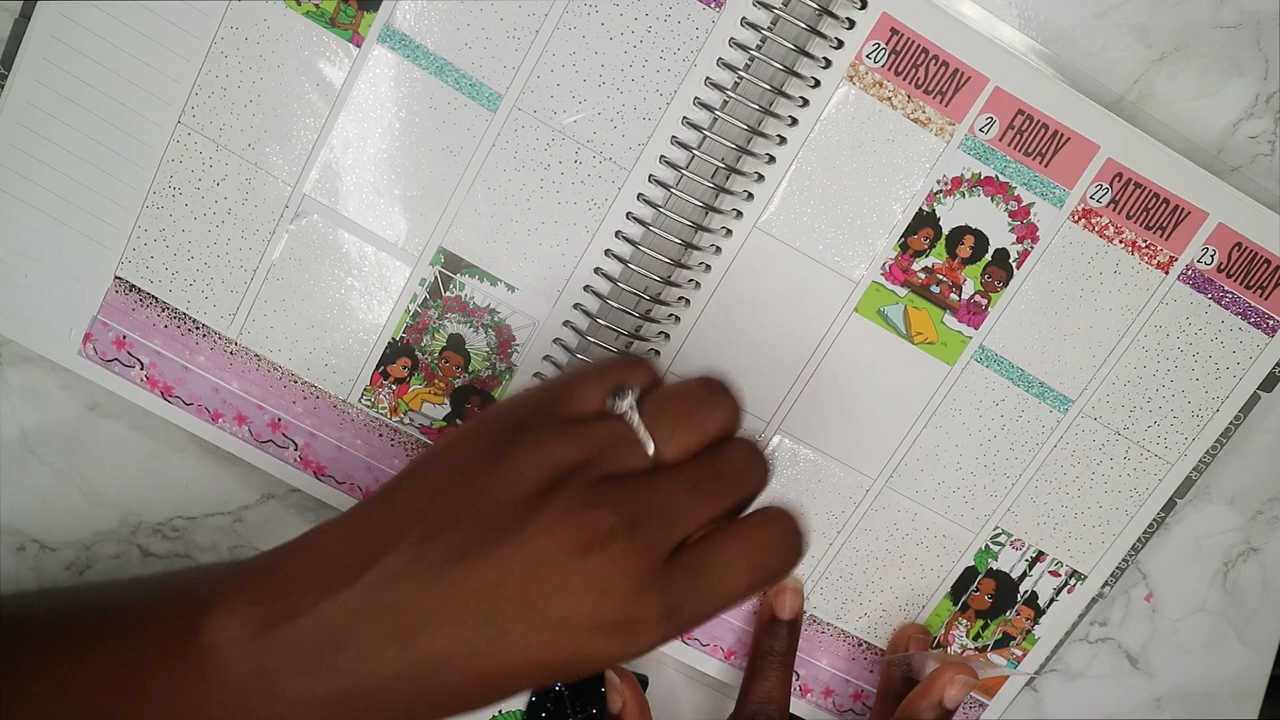 20 THURSDAY
21 FRIDAY
22 SATURDAY
23 SUNDAY
OCTOBER
NOVEMBER